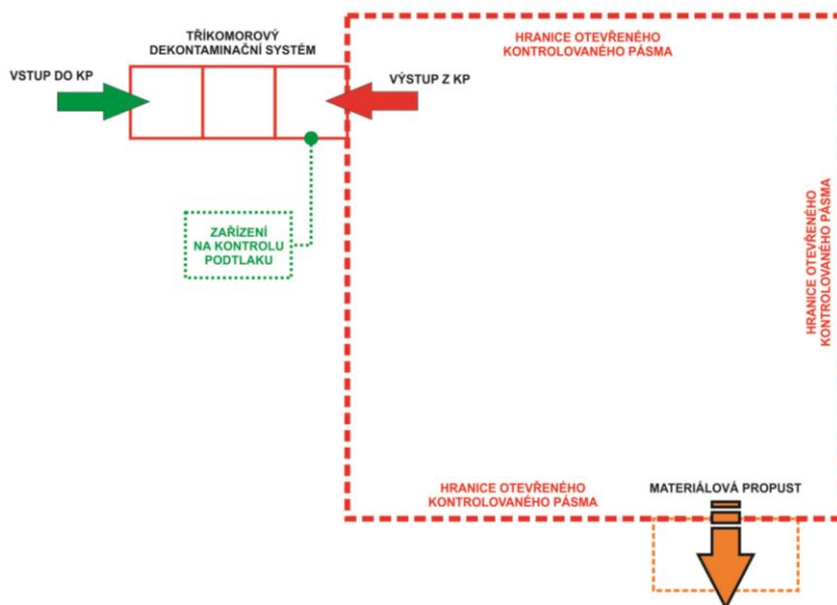 TŘÍKOMOROVÝ
DEKONTAMINAČNÍ SYSTÉM
HRANICE OTEVŘENÉHO
KONTROLOVANÉHO PÁSMA
VSTUP DO KP
VÝSTUP Z KP
ZAŘÍZENÍ
NA KONTROLU
PODTLAKU
HRANICE OTEVŘENÉHO
KONTROLOVANÉHO PÁSMA
HRANICE OTEVŘENÉHO
KONTROLOVANÉHO PÁSMA
MATERIÁLOVÁ PROPUST